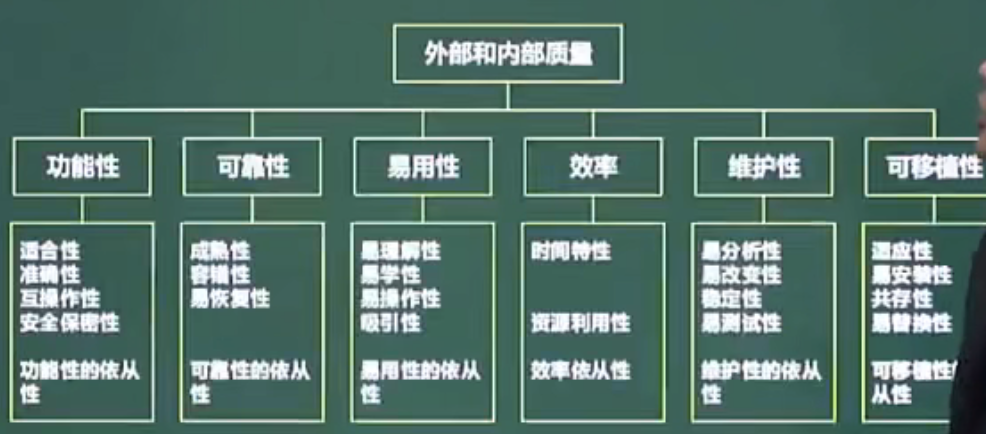 外部和内部质量
功能性
可靠性
易用性
效率
维护性
可移植性
适合性
准确性
互操作性
安全保密性
功能性的依从
性
成熟性
容错性
易恢复性
可靠性的依从
性
易理解性
易学性
易操作性
吸引性
易用性的依从
性
时间特性
资源利用性
效率依从性
易分析性
易改变性
稳定性
易测试性
维护性的依从
性
适应性
易安装性
共存性
易替换性
可移植性
从性